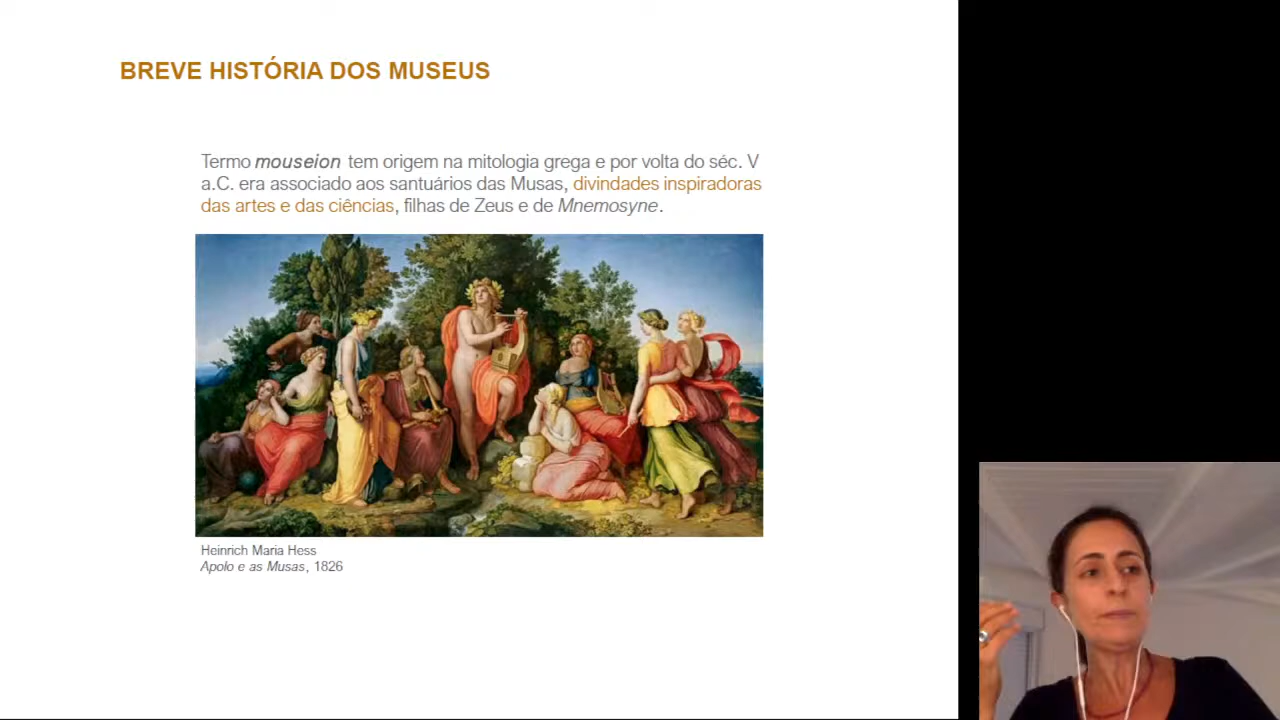 BREVE HISTÓRIA DOS MUSEUS
Termo mouseion tem origem na mitologia grega e por volta do séc. V
a.C. era associado aos santuários das Musas, divindades inspiradoras
das artes e das ciências, filhas de Zeus e de Mnemosyne.
Heinrich Maria Hess
Apolo e as Musas, 1826